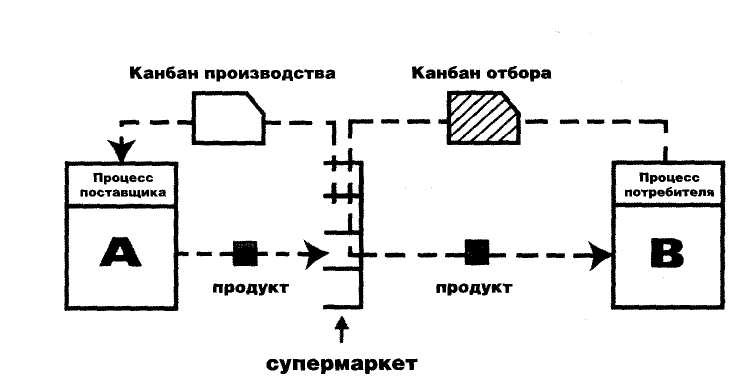 Канбан производства
Канбан отбора
Процесс
поставщика
Процесс
потребителя
А
В
продукт
продукт
супермаркет